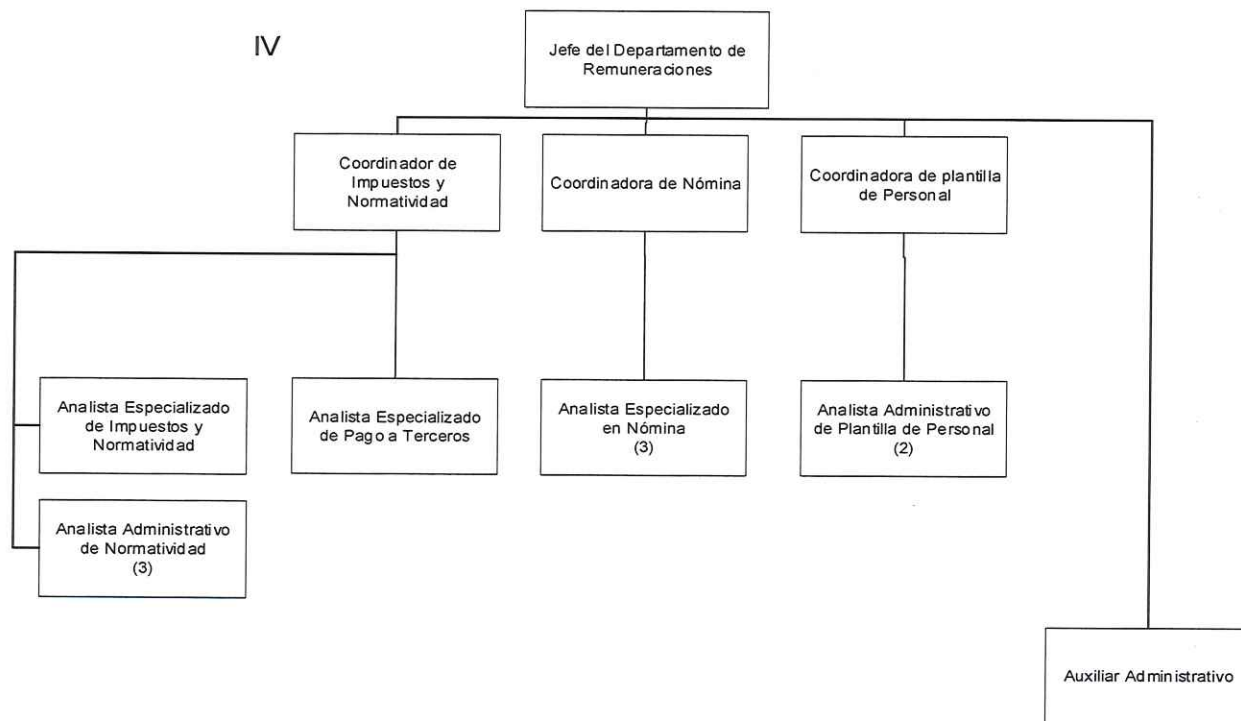 IV
Jefe del Departamento de
Remuneraciones
Coordinador de
Impuestos y
Normatividad
Coordinadora de Nómina
Coordinadora de plantilla
de Personal
Analista Especializado
de Impuestos y
Normatividad
Analista Especializado
de Pago a Terceros
Analista Especializado
en Nómina
(3)
Analista Administrativo
de Plantilla de Personal
(2)
Analista Administrativo
de Normatividad
(3)
Auxiliar Administrativo